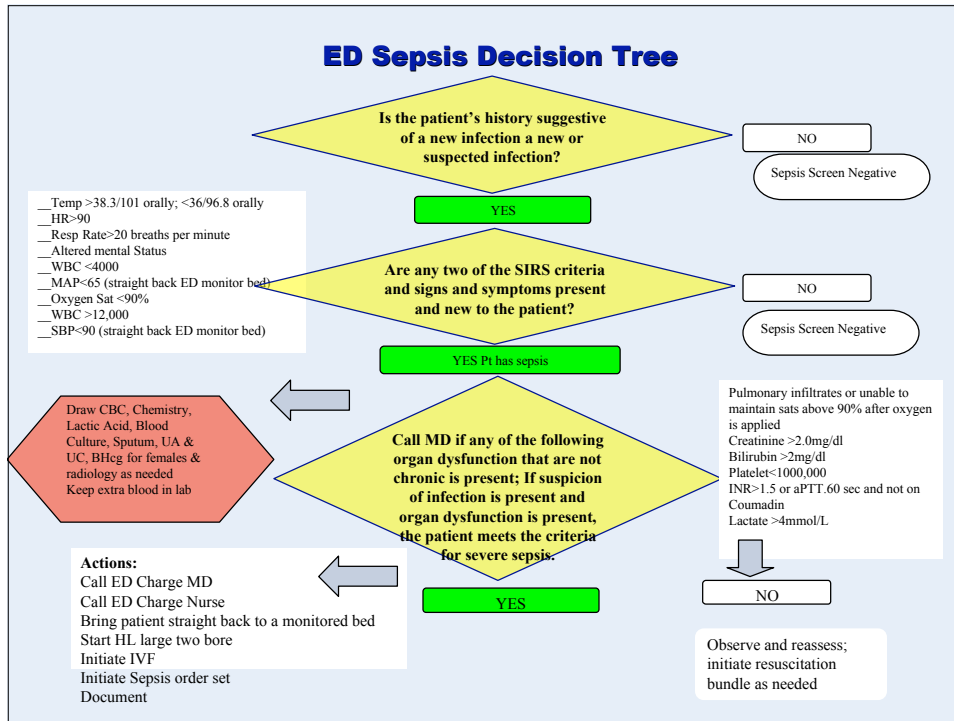 ED Sepsis Decision Tree
Is the patient's history suggestive
of a new infection a new or
suspected infection?
NO
Sepsis Screen Negative
YES
__Temp >38.3/101 orally; <36/96.8 orally
__HR>90
__Resp Rate>20 breaths per minute
__Altered mental Status
__WBC <4000
__MAP<65 (straight back ED monitor bed)
__Oxygen Sat <90%
__WBC >12,000
__SBP<90 (straight back ED monitor bed)
Are any two of the SIRS criteria
and signs and symptoms present
and new to the patient?
NO
Sepsis Screen Negative
YES Pt has sepsis
Draw CBC, Chemistry,
Lactic Acid, Blood
Culture, Sputum, UA &
UC, BHcg for females &
radiology as needed
Keep extra blood in lab
Call MD if any of the following
organ dysfunction that are not
chronic is present; If suspicion
of infection is present and
organ dysfunction is present,
the patient meets the criteria
for severe sepsis.
Pulmonary infiltrates or unable to
maintain sats above 90% after oxygen
is applied
Creatinine >2.0mg/dl
Bilirubin >2mg/dl
Platelet<1000,000
INR>1.5 or aPTT.60 sec and not on
Coumadin
Lactate >4mmol/L
YES
NO
Actions:
Call ED Charge MD
Call ED Charge Nurse
Bring patient straight back to a monitored bed
Start HL large two bore
Initiate IVF
Initiate Sepsis order set
Document
Observe and reassess;
initiate resuscitation
bundle as needed